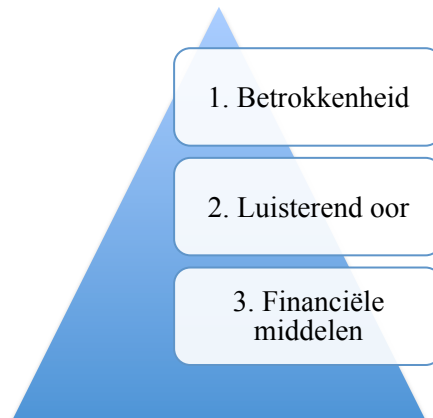 1. Betrokkenheid
2. Luisterend oor
3. Financiële
middelen